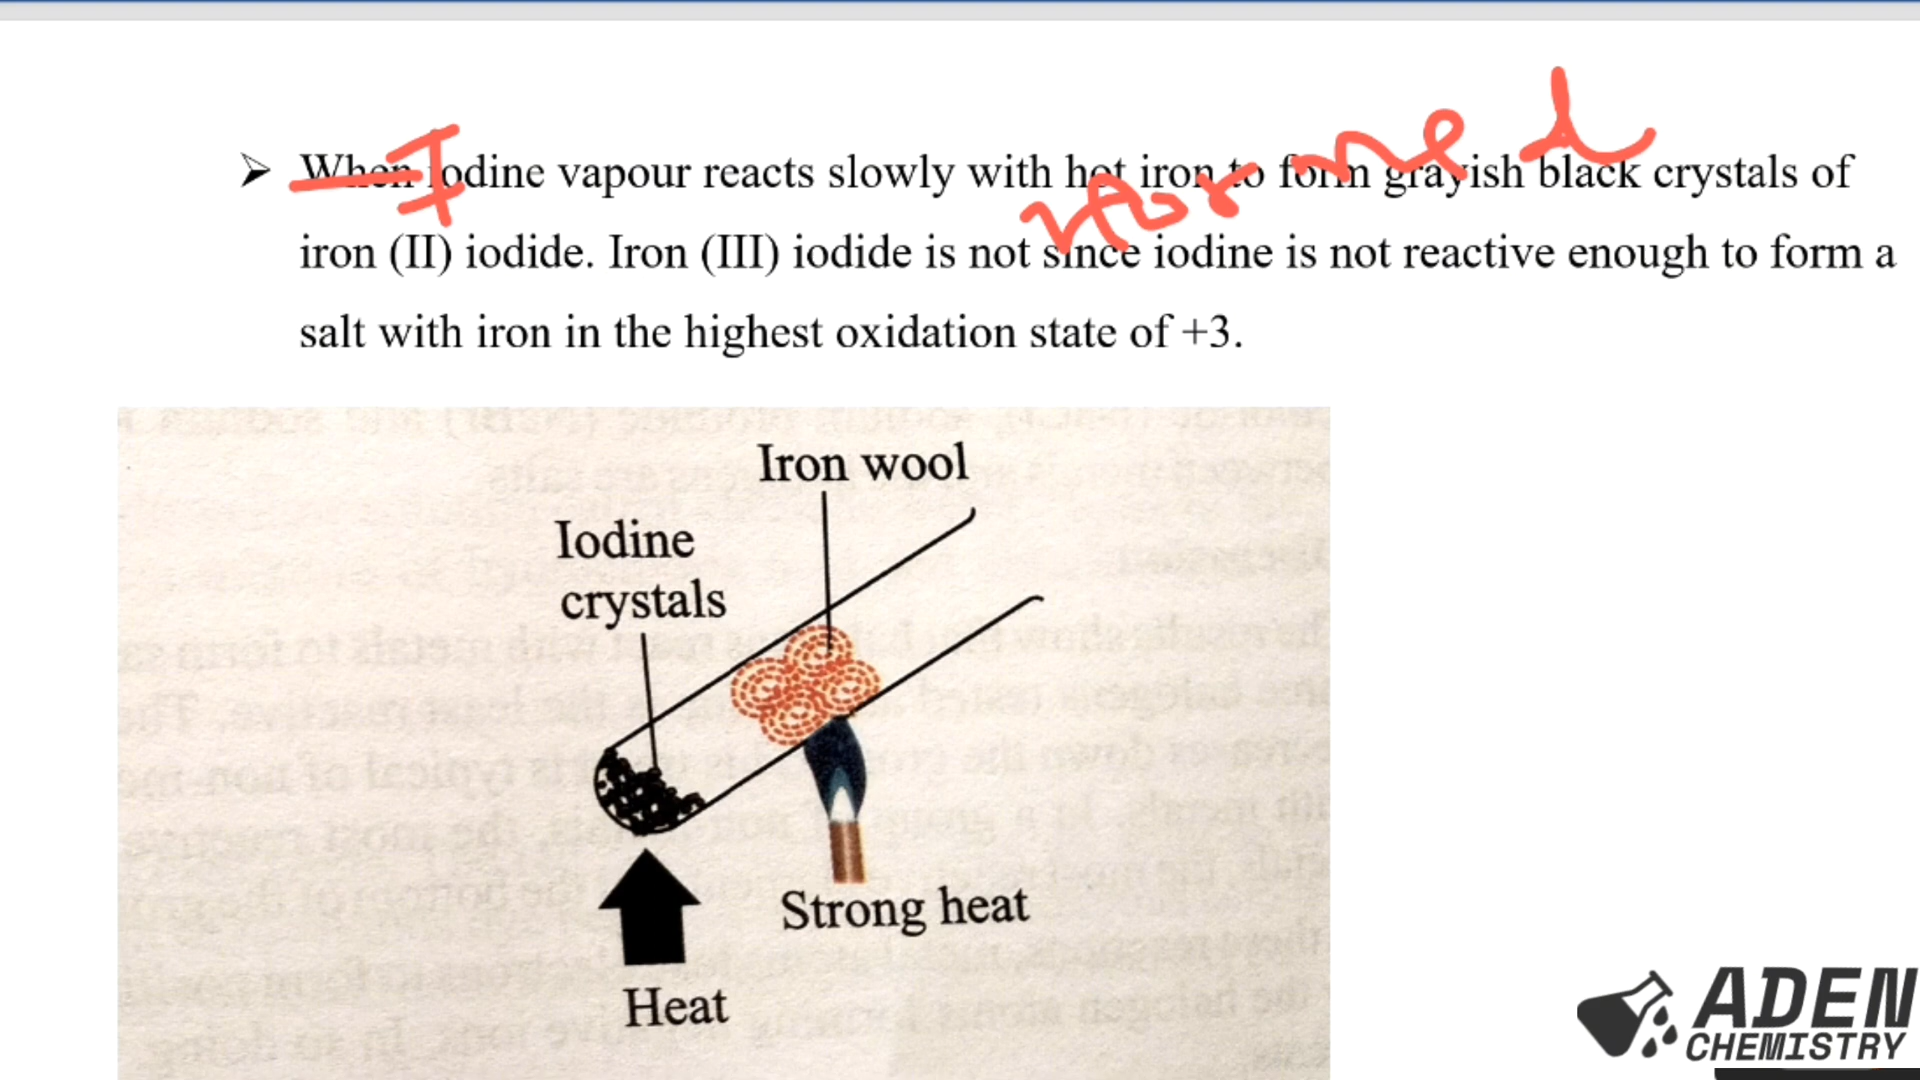 When iodine vapour reacts slowly with hot iron to form grayish black crystals of
I
formed
iron (II) iodide. Iron (III) iodide is not since iodine is not reactive enough to form a
salt with iron in the highest oxidation state of +3.
Iron wool
Iodine
crystals
Strong heat
Heat
ADEN
CHEMISTRY